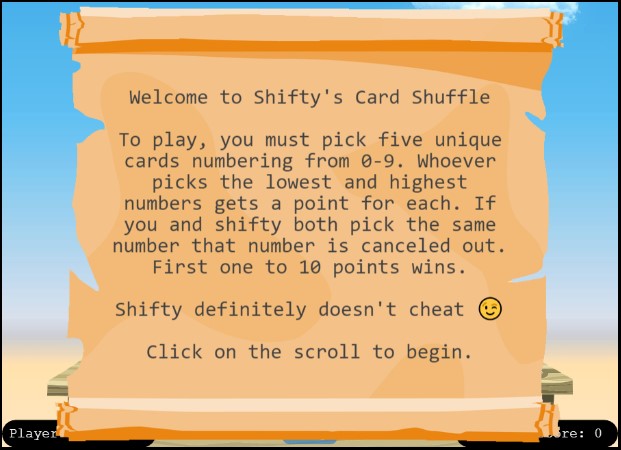 Welcome to Shifty's Card Shuffle
To play, you must pick five unique
cards numbering from 0-9. Whoever
picks the lowest and highest
numbers gets a point for each. If
you and shifty both pick the same
number that number is canceled out.
First one to 10 points wins.
Shifty definitely doesn't cheat 😉
Click on the scroll to begin.
Player
: 0